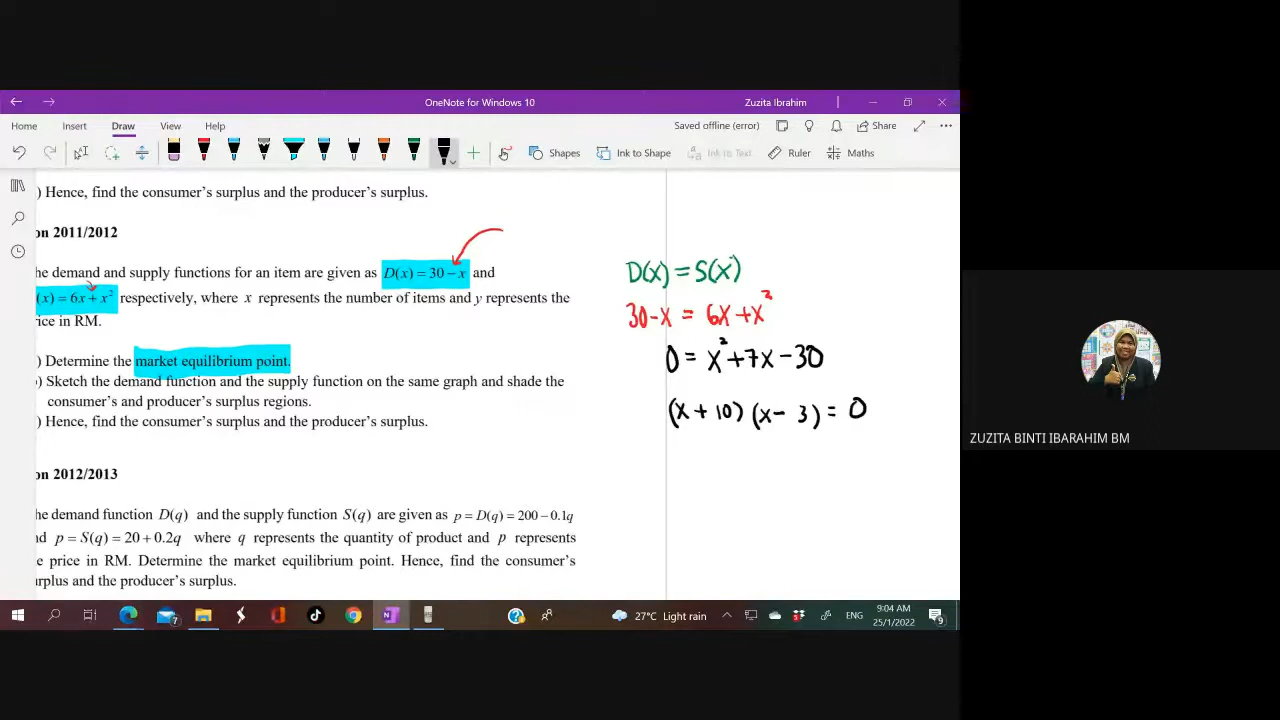 OneNote for Windows 10
Zuzita Ibrahim
Home Insert Draw View Help
Saved offline (error)
Share
Shapes
Ink to Shape
Ink to Text
Ruler
Maths
) Hence, find the consumer's surplus and the producer's surplus.
on 2011/2012
he demand and supply functions for an item are given as D(x) = 30 − x and
(x) = 6x + x² respectively, where x represents the number of items and y represents the
rice in RM.
) Determine the market equilibrium point.
) Sketch the demand function and the supply function on the same graph and shade the
consumer's and producer's surplus regions.
) Hence, find the consumer's surplus and the producer's surplus.
on 2012/2013
he demand function D(q) and the supply function S(q) are given as p = D(q) = 200 − 0.1q
nd p = S(q) = 20 + 0.2q where q represents the quantity of product and p represents
e price in RM. Determine the market equilibrium point. Hence, find the consumer's
urplus and the producer's surplus.
D(x) = S(x)
30 - x = 6x + x²
0 = x² + 7x - 30
(x + 10) (x - 3) = 0
ZUZITA BINTI IBARAHIM BM
7
27°C Light rain
ENG
9:04 AM
25/1/2022
9